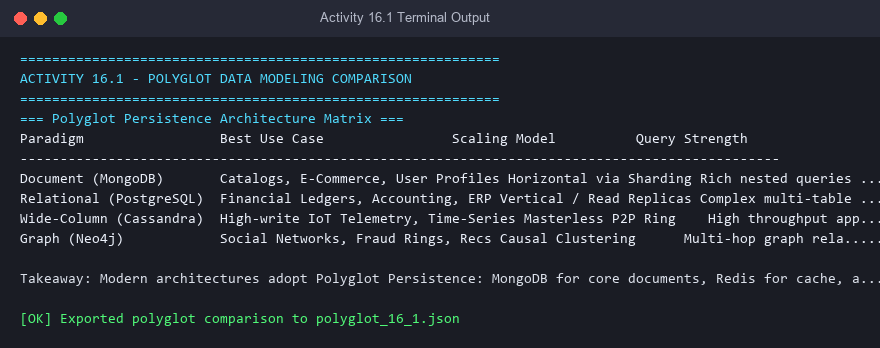 Activity 16.1 Terminal Output
============================================================
ACTIVITY 16.1 - POLYGLOT DATA MODELING COMPARISON
============================================================
=== Polyglot Persistence Architecture Matrix ===
Paradigm                 Best Use Case                Scaling Model          Query Strength
-----------------------------------------------------------------------------------------------
Document (MongoDB)       Catalogs, E-Commerce, User Profiles Horizontal via Sharding Rich nested queries ...
Relational (PostgreSQL)  Financial Ledgers, Accounting, ERP Vertical / Read Replicas Complex multi-table ...
Wide-Column (Cassandra)  High-write IoT Telemetry, Time-Series Masterless P2P Ring    High throughput app...
Graph (Neo4j)            Social Networks, Fraud Rings, Recs Causal Clustering      Multi-hop graph rela.....
Takeaway: Modern architectures adopt Polyglot Persistence: MongoDB for core documents, Redis for cache, a...
[OK] Exported polyglot comparison to polyglot_16_1.json